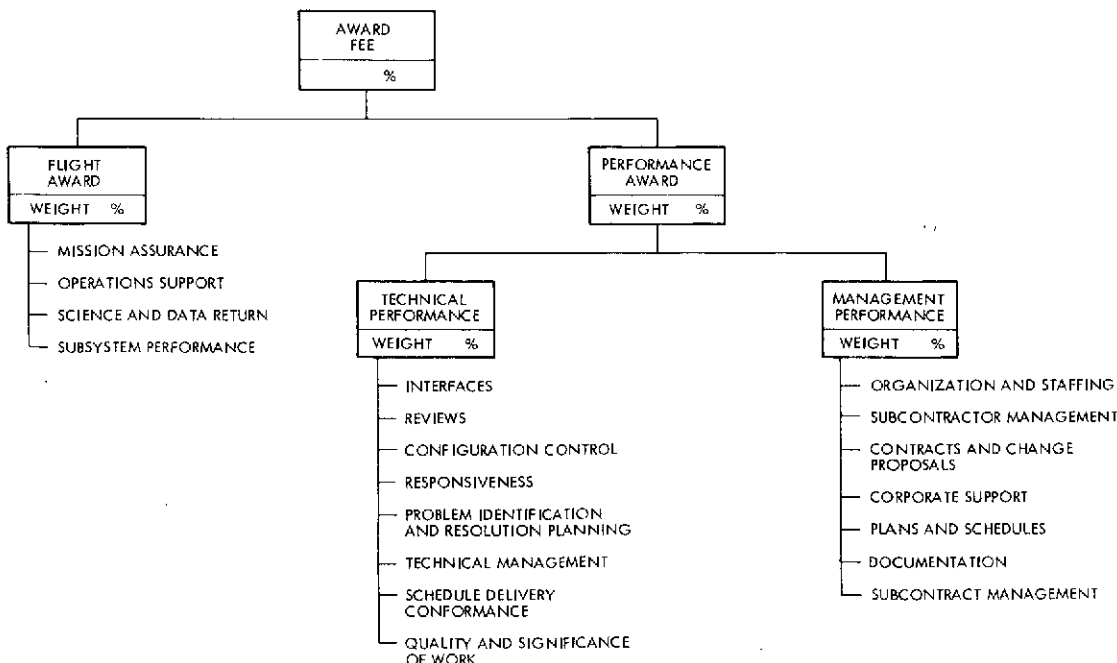 AWARD
FEE
%
FLIGHT
AWARD
WEIGHT %
MISSION ASSURANCE
OPERATIONS SUPPORT
SCIENCE AND DATA RETURN
SUBSYSTEM PERFORMANCE
PERFORMANCE
AWARD
WEIGHT %
TECHNICAL
PERFORMANCE
WEIGHT %
INTERFACES
REVIEWS
CONFIGURATION CONTROL
RESPONSIVENESS
PROBLEM IDENTIFICATION
AND RESOLUTION PLANNING
TECHNICAL MANAGEMENT
SCHEDULE DELIVERY
CONFORMANCE
QUALITY AND SIGNIFICANCE
OF WORK
MANAGEMENT
PERFORMANCE
WEIGHT %
ORGANIZATION AND STAFFING
SUBCONTRACTOR MANAGEMENT
CONTRACTS AND CHANGE
PROPOSALS
CORPORATE SUPPORT
PLANS AND SCHEDULES
DOCUMENTATION
SUBCONTRACT MANAGEMENT